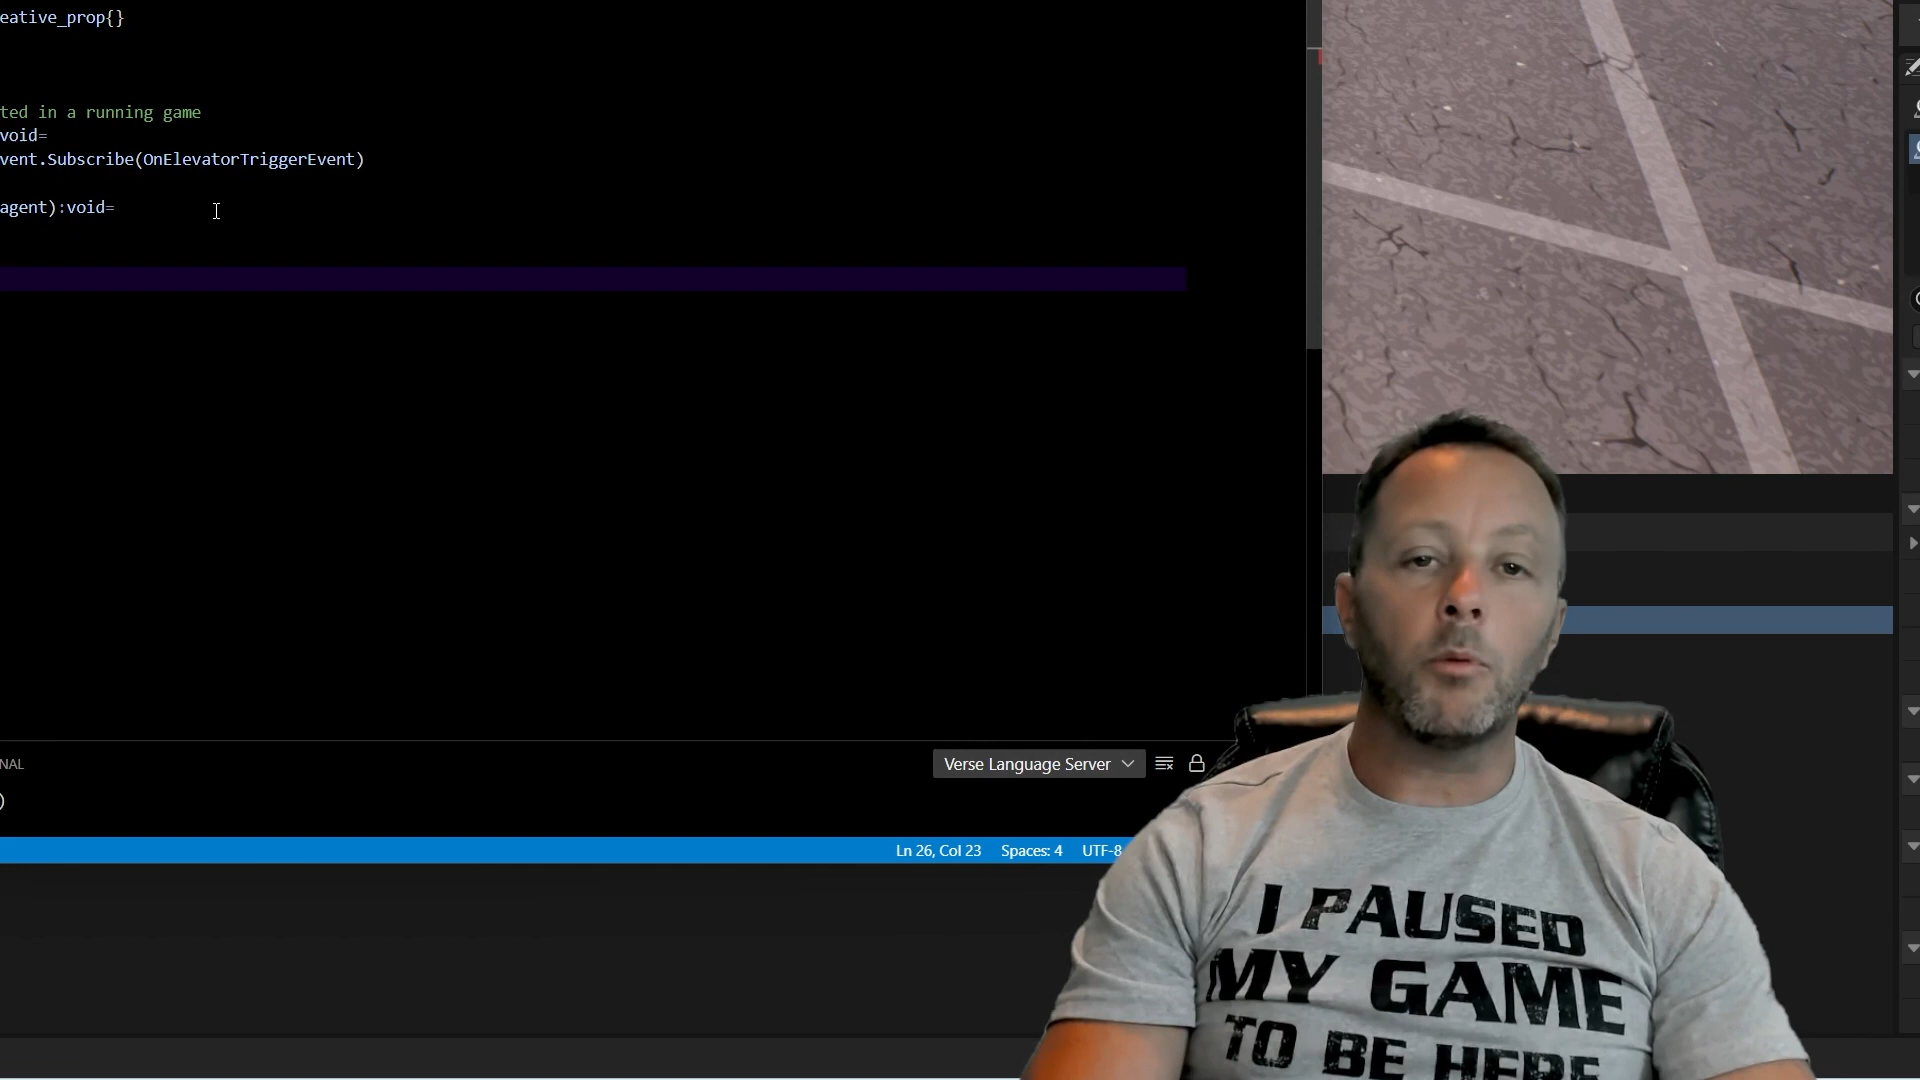 eative_prop{}
ted in a running game
void=
vent.Subscribe(OnElevatorTriggerEvent)
agent):void=
NAL
Verse Language Server
)
Ln 26, Col 23
Spaces: 4
UTF-8
I PAUSED
MY GAME
TO BE HERE